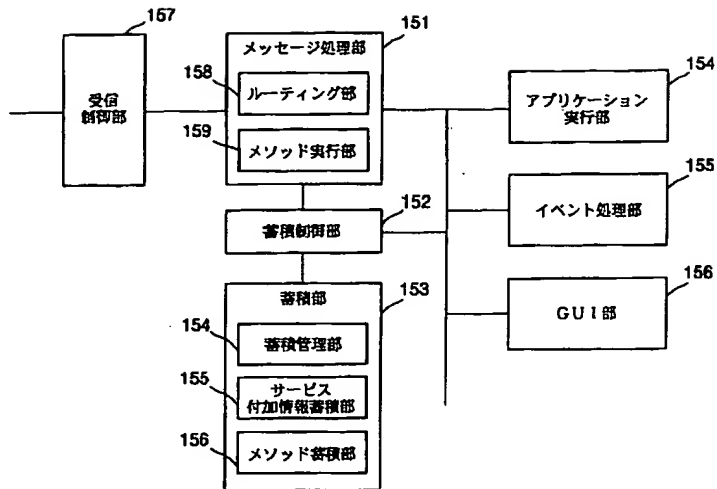 157
受信
制御部
メッセージ処理部
151
158
ルーティング部
159
メソッド実行部
152
蓄積制御部
蓄積部
153
154
蓄積管理部
155
サービス
付加情報蓄積部
156
メソッド蓄積部
154
アプリケーション
実行部
155
イベント処理部
156
GUI部